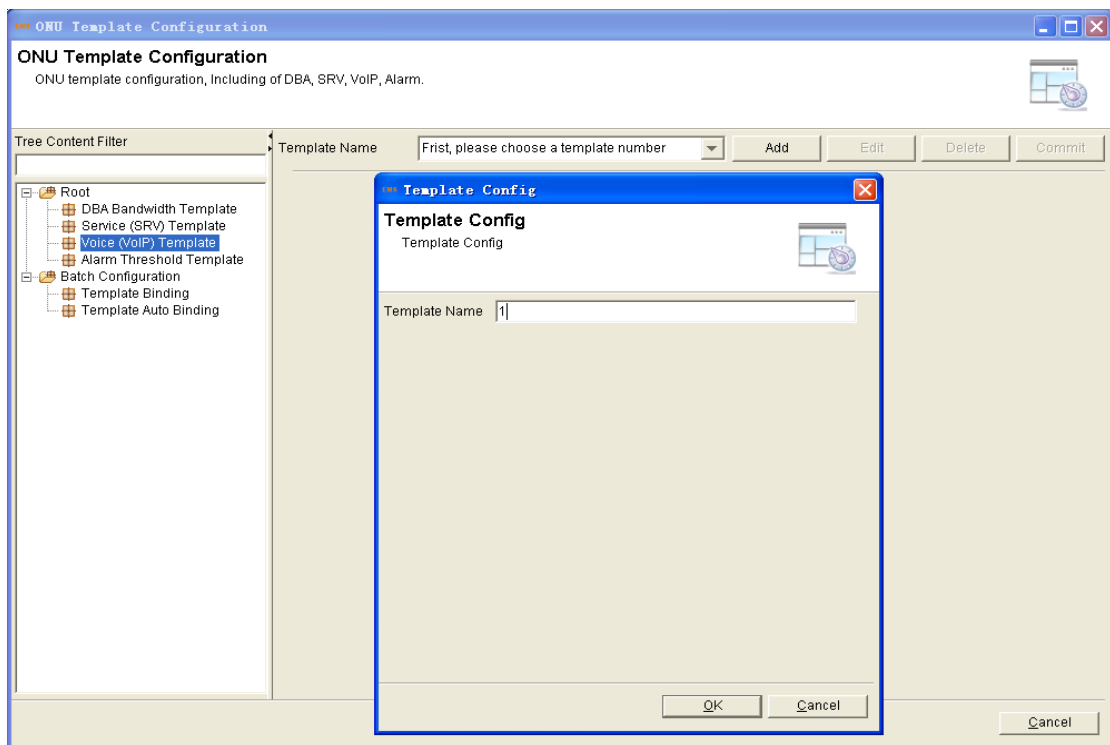 ONU Template Configuration
ONU Template Configuration
ONU template configuration, Including of DBA, SRV, VoIP, Alarm.
Tree Content Filter
Template Name Frist, please choose a template number Add Edit Delete Commit
Root
DBA Bandwidth Template
Service (SRV) Template
Voice (VoIP) Template
Alarm Threshold Template
Batch Configuration
Template Binding
Template Auto Binding
Template Config
Template Config
Template Config
Template Name 1
OK Cancel
Cancel